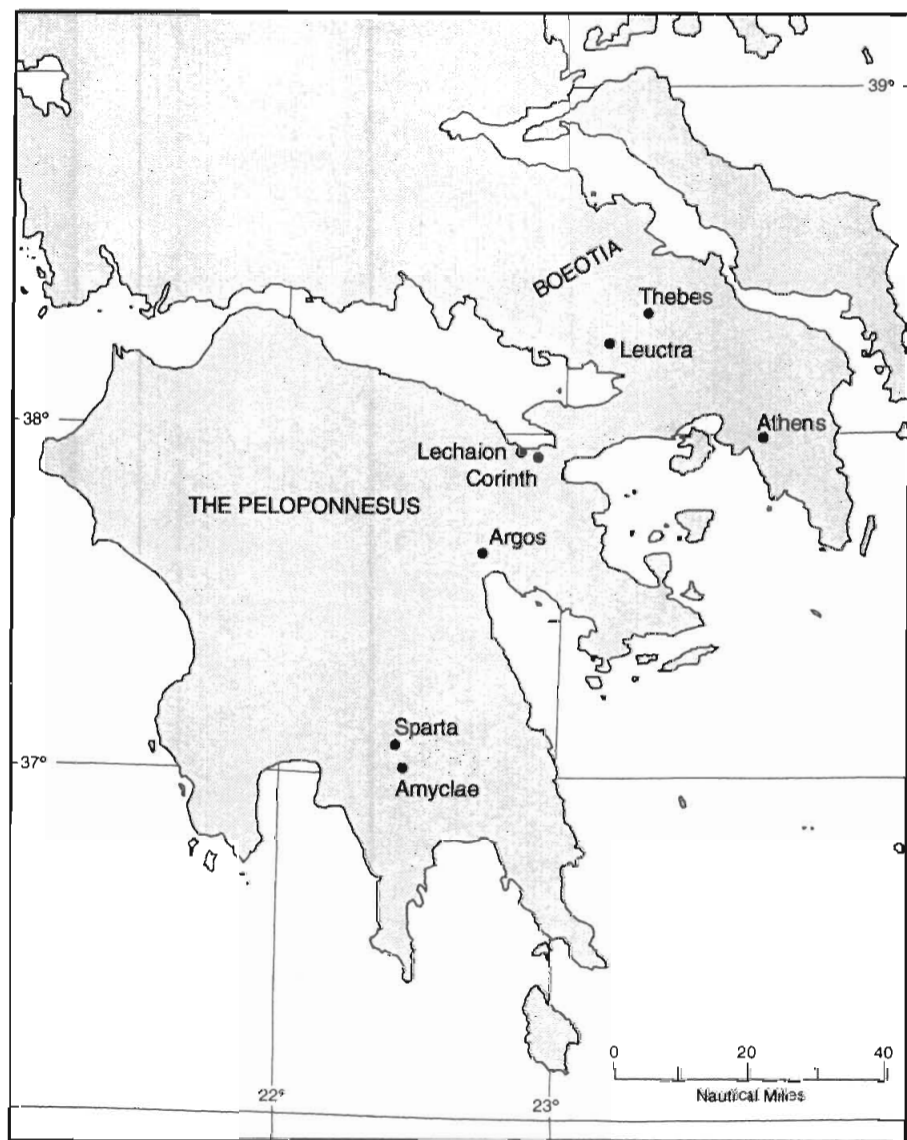 39°
BOEOTIA
Thebes
Leuctra
38°
Athens
Lechaion
Corinth
THE PELOPONNESUS
Argos
Sparta
37°
Amyclae
0 20 40
Nautical Miles
22°
23°